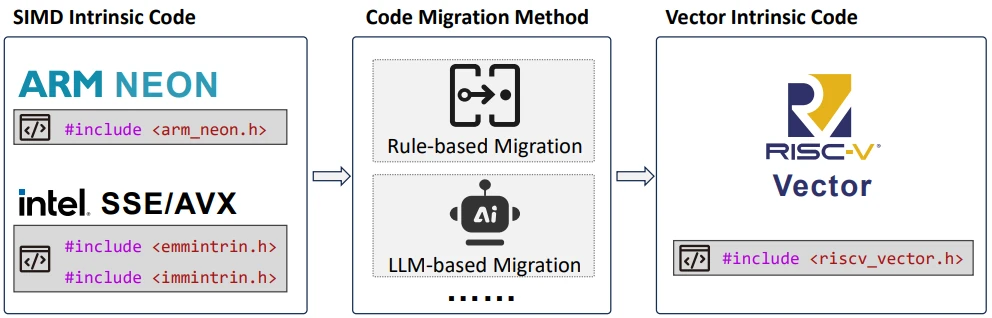 SIMD Intrinsic Code
ARM NEON
</>
#include <arm_neon.h>
intel. SSE/AVX
</>
#include <emmintrin.h>
#include <immintrin.h>
Code Migration Method
Rule-based Migration
Ai
LLM-based Migration
......
Vector Intrinsic Code
RISC-V®
Vector
</>
#include <riscv_vector.h>